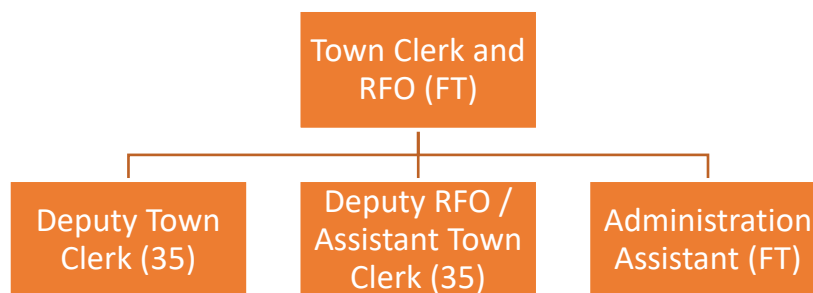 Town Clerk and
RFO (FT)
Deputy Town
Clerk (35)
Deputy RFO /
Assistant Town
Clerk (35)
Administration
Assistant (FT)